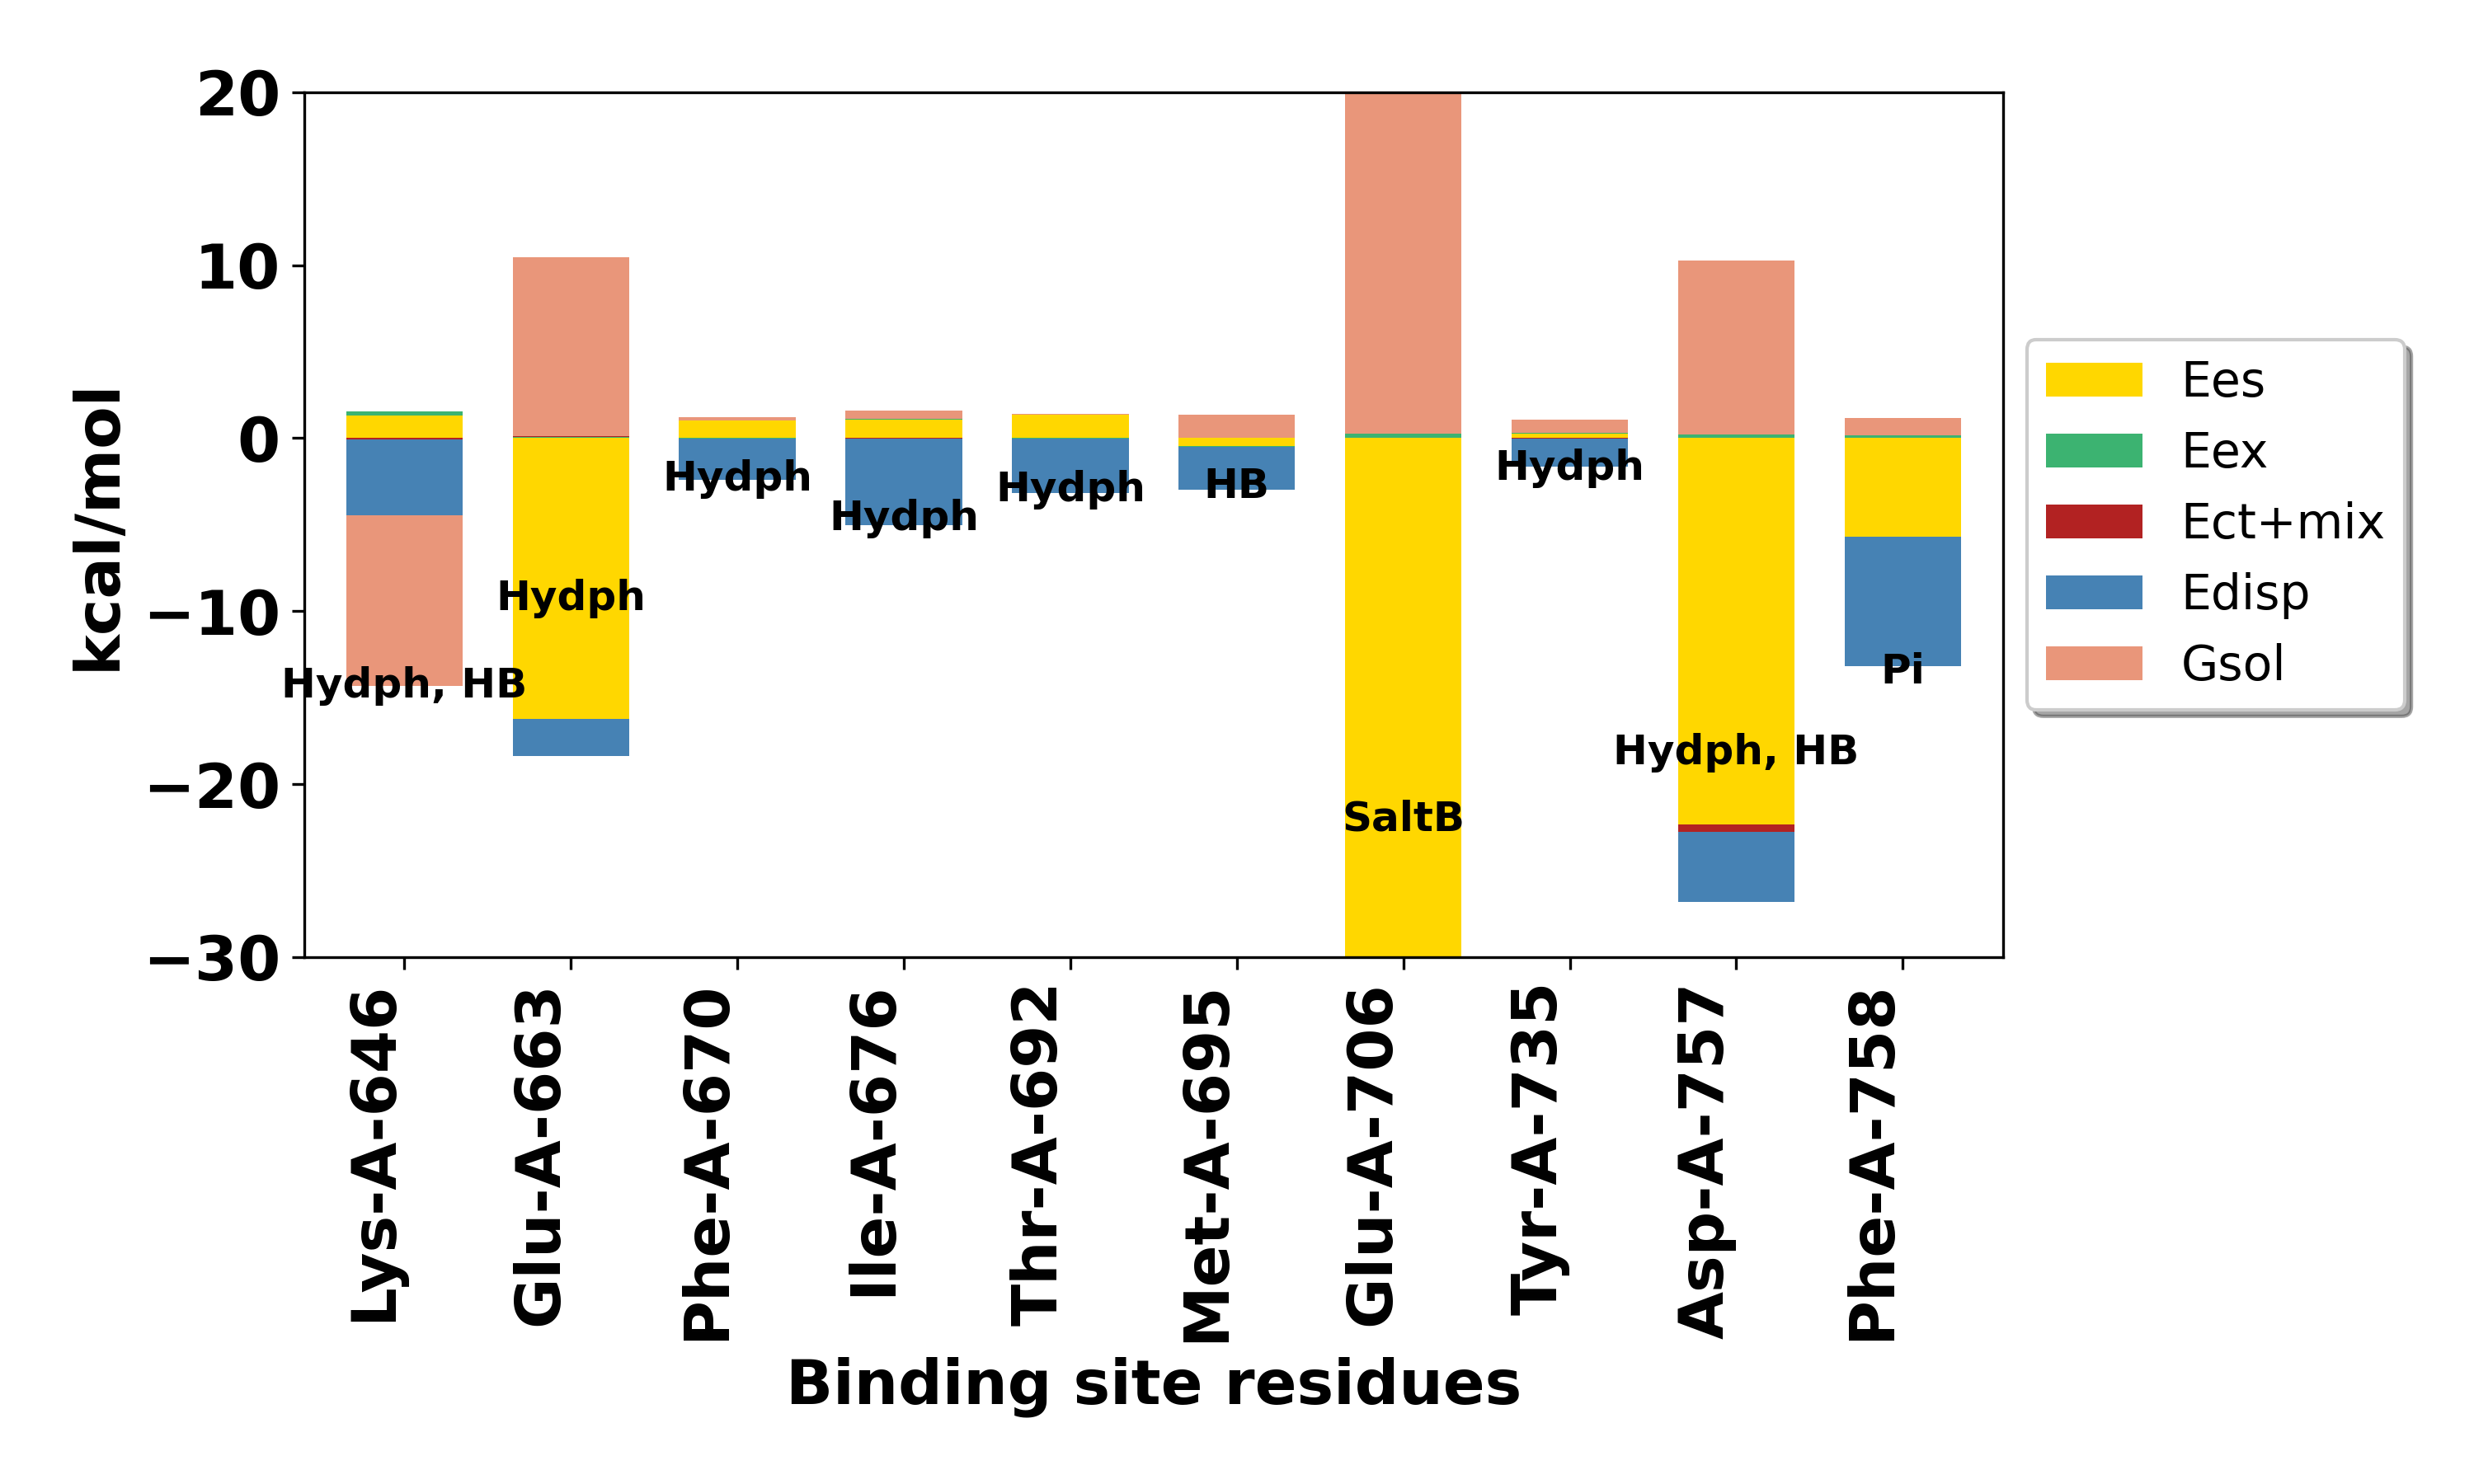 kcal/mol
20
10
0
−10
−20
−30
Hydph, HB
Hydph
Hydph
Hydph
Hydph
HB
SaltB
Hydph
Hydph, HB
Pi
Ees
Eex
Ect+mix
Edisp
Gsol
Lys-A-646
Glu-A-663
Phe-A-670
Ile-A-676
Thr-A-692
Met-A-695
Glu-A-706
Tyr-A-735
Asp-A-757
Phe-A-758
Binding site residues